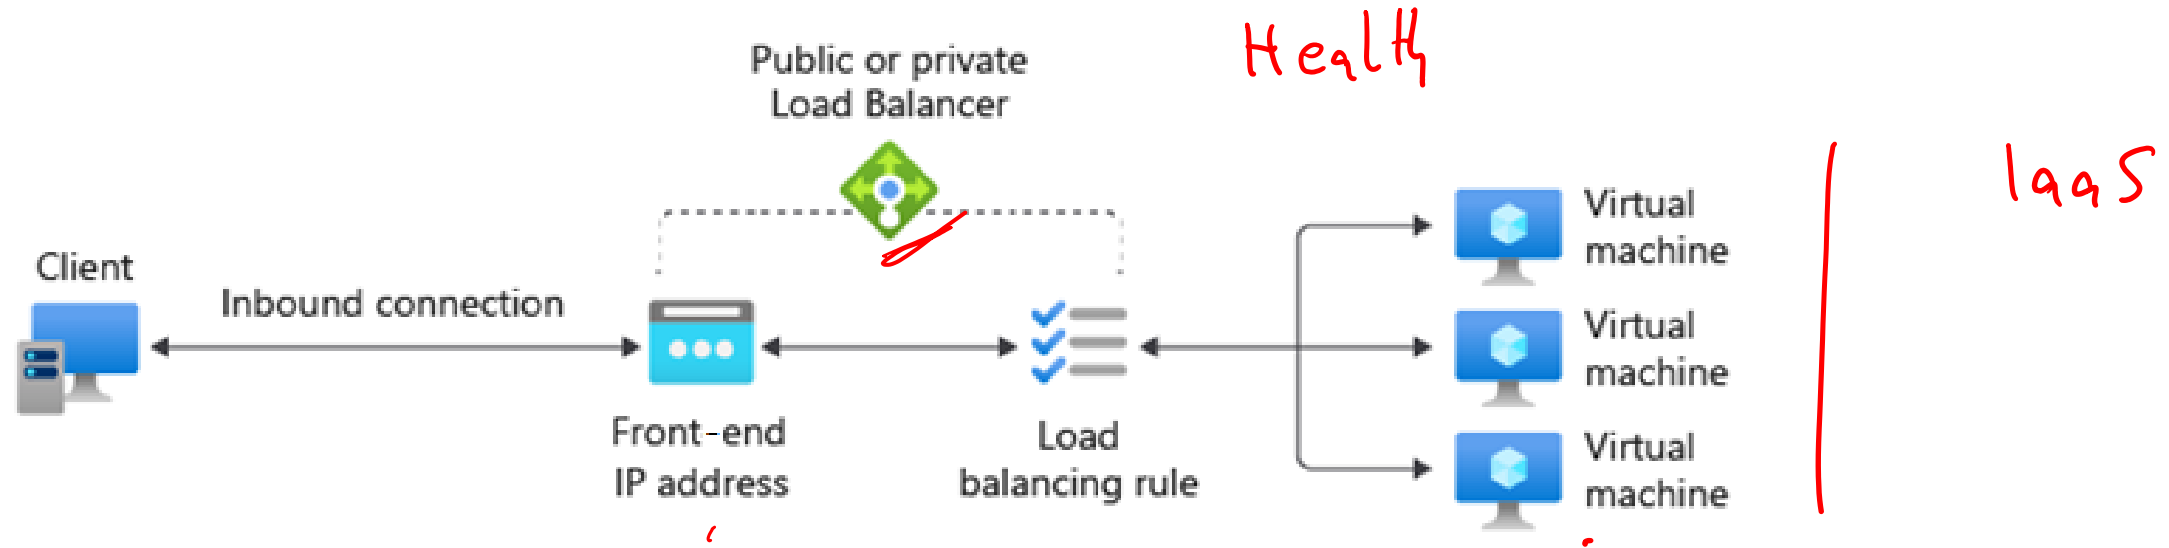 Health
Public or private
Load Balancer
IaaS
Client
Inbound connection
Front-end
IP address
Load
balancing rule
Virtual
machine
Virtual
machine
Virtual
machine